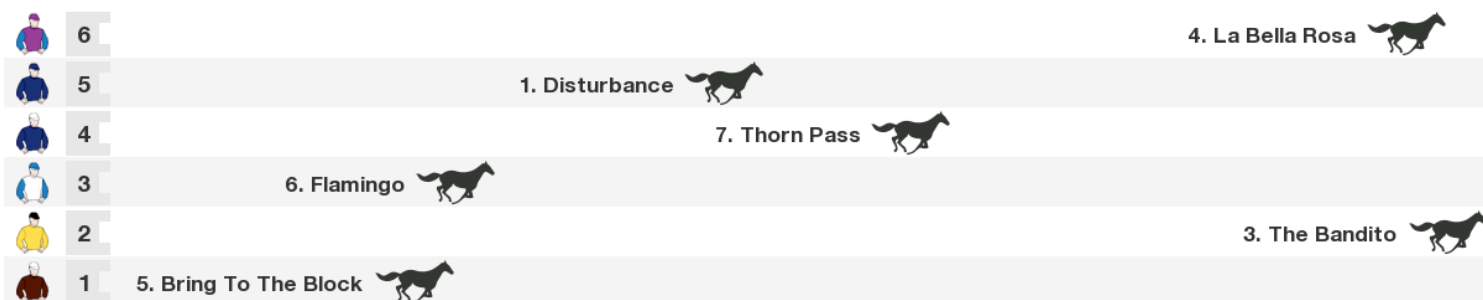 6 4. La Bella Rosa
5 1. Disturbance
4 7. Thorn Pass
3 6. Flamingo
2 3. The Bandito
1 5. Bring To The Block